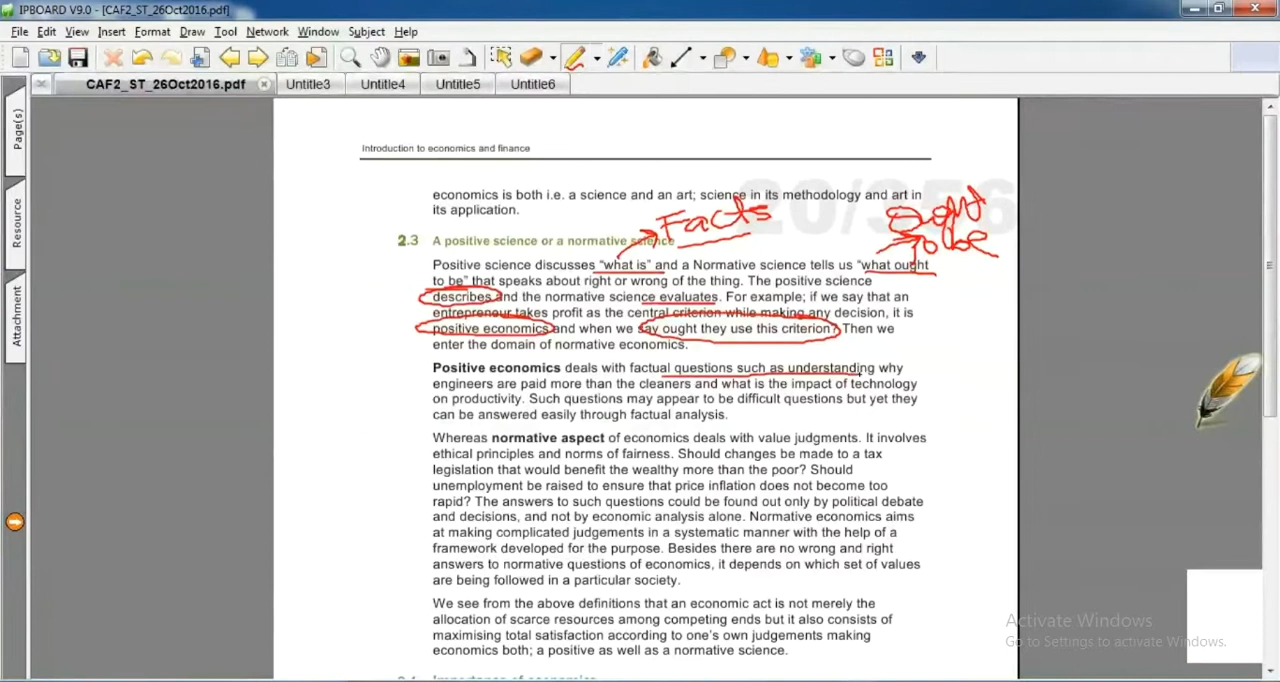 IPBOARD V9.0 - [CAF2_ST_26Oct2016.pdf]
File Edit View Insert Format Draw Tool Network Window Subject Help
CAF2_ST_26Oct2016.pdf Untitle3 Untitle4 Untitle5 Untitle6
Page(s)
Resource
Attachment
Introduction to economics and finance
20/356
economics is both i.e. a science and an art; science in its methodology and art in
its application.
Facts
Ought
to be
2.3 A positive science or a normative science
Positive science discusses “what is” and a Normative science tells us “what ought
to be” that speaks about right or wrong of the thing. The positive science
describes and the normative science evaluates. For example; if we say that an
entrepreneur takes profit as the central criterion while making any decision, it is
positive economics and when we say ought they use this criterion? Then we
enter the domain of normative economics.
Positive economics deals with factual questions such as understanding why
engineers are paid more than the cleaners and what is the impact of technology
on productivity. Such questions may appear to be difficult questions but yet they
can be answered easily through factual analysis.
Whereas normative aspect of economics deals with value judgments. It involves
ethical principles and norms of fairness. Should changes be made to a tax
legislation that would benefit the wealthy more than the poor? Should
unemployment be raised to ensure that price inflation does not become too
rapid? The answers to such questions could be found out only by political debate
and decisions, and not by economic analysis alone. Normative economics aims
at making complicated judgements in a systematic manner with the help of a
framework developed for the purpose. Besides there are no wrong and right
answers to normative questions of economics, it depends on which set of values
are being followed in a particular society.
We see from the above definitions that an economic act is not merely the
allocation of scarce resources among competing ends but it also consists of
maximising total satisfaction according to one's own judgements making
economics both; a positive as well as a normative science.
Activate Windows
Go to Settings to activate Windows.